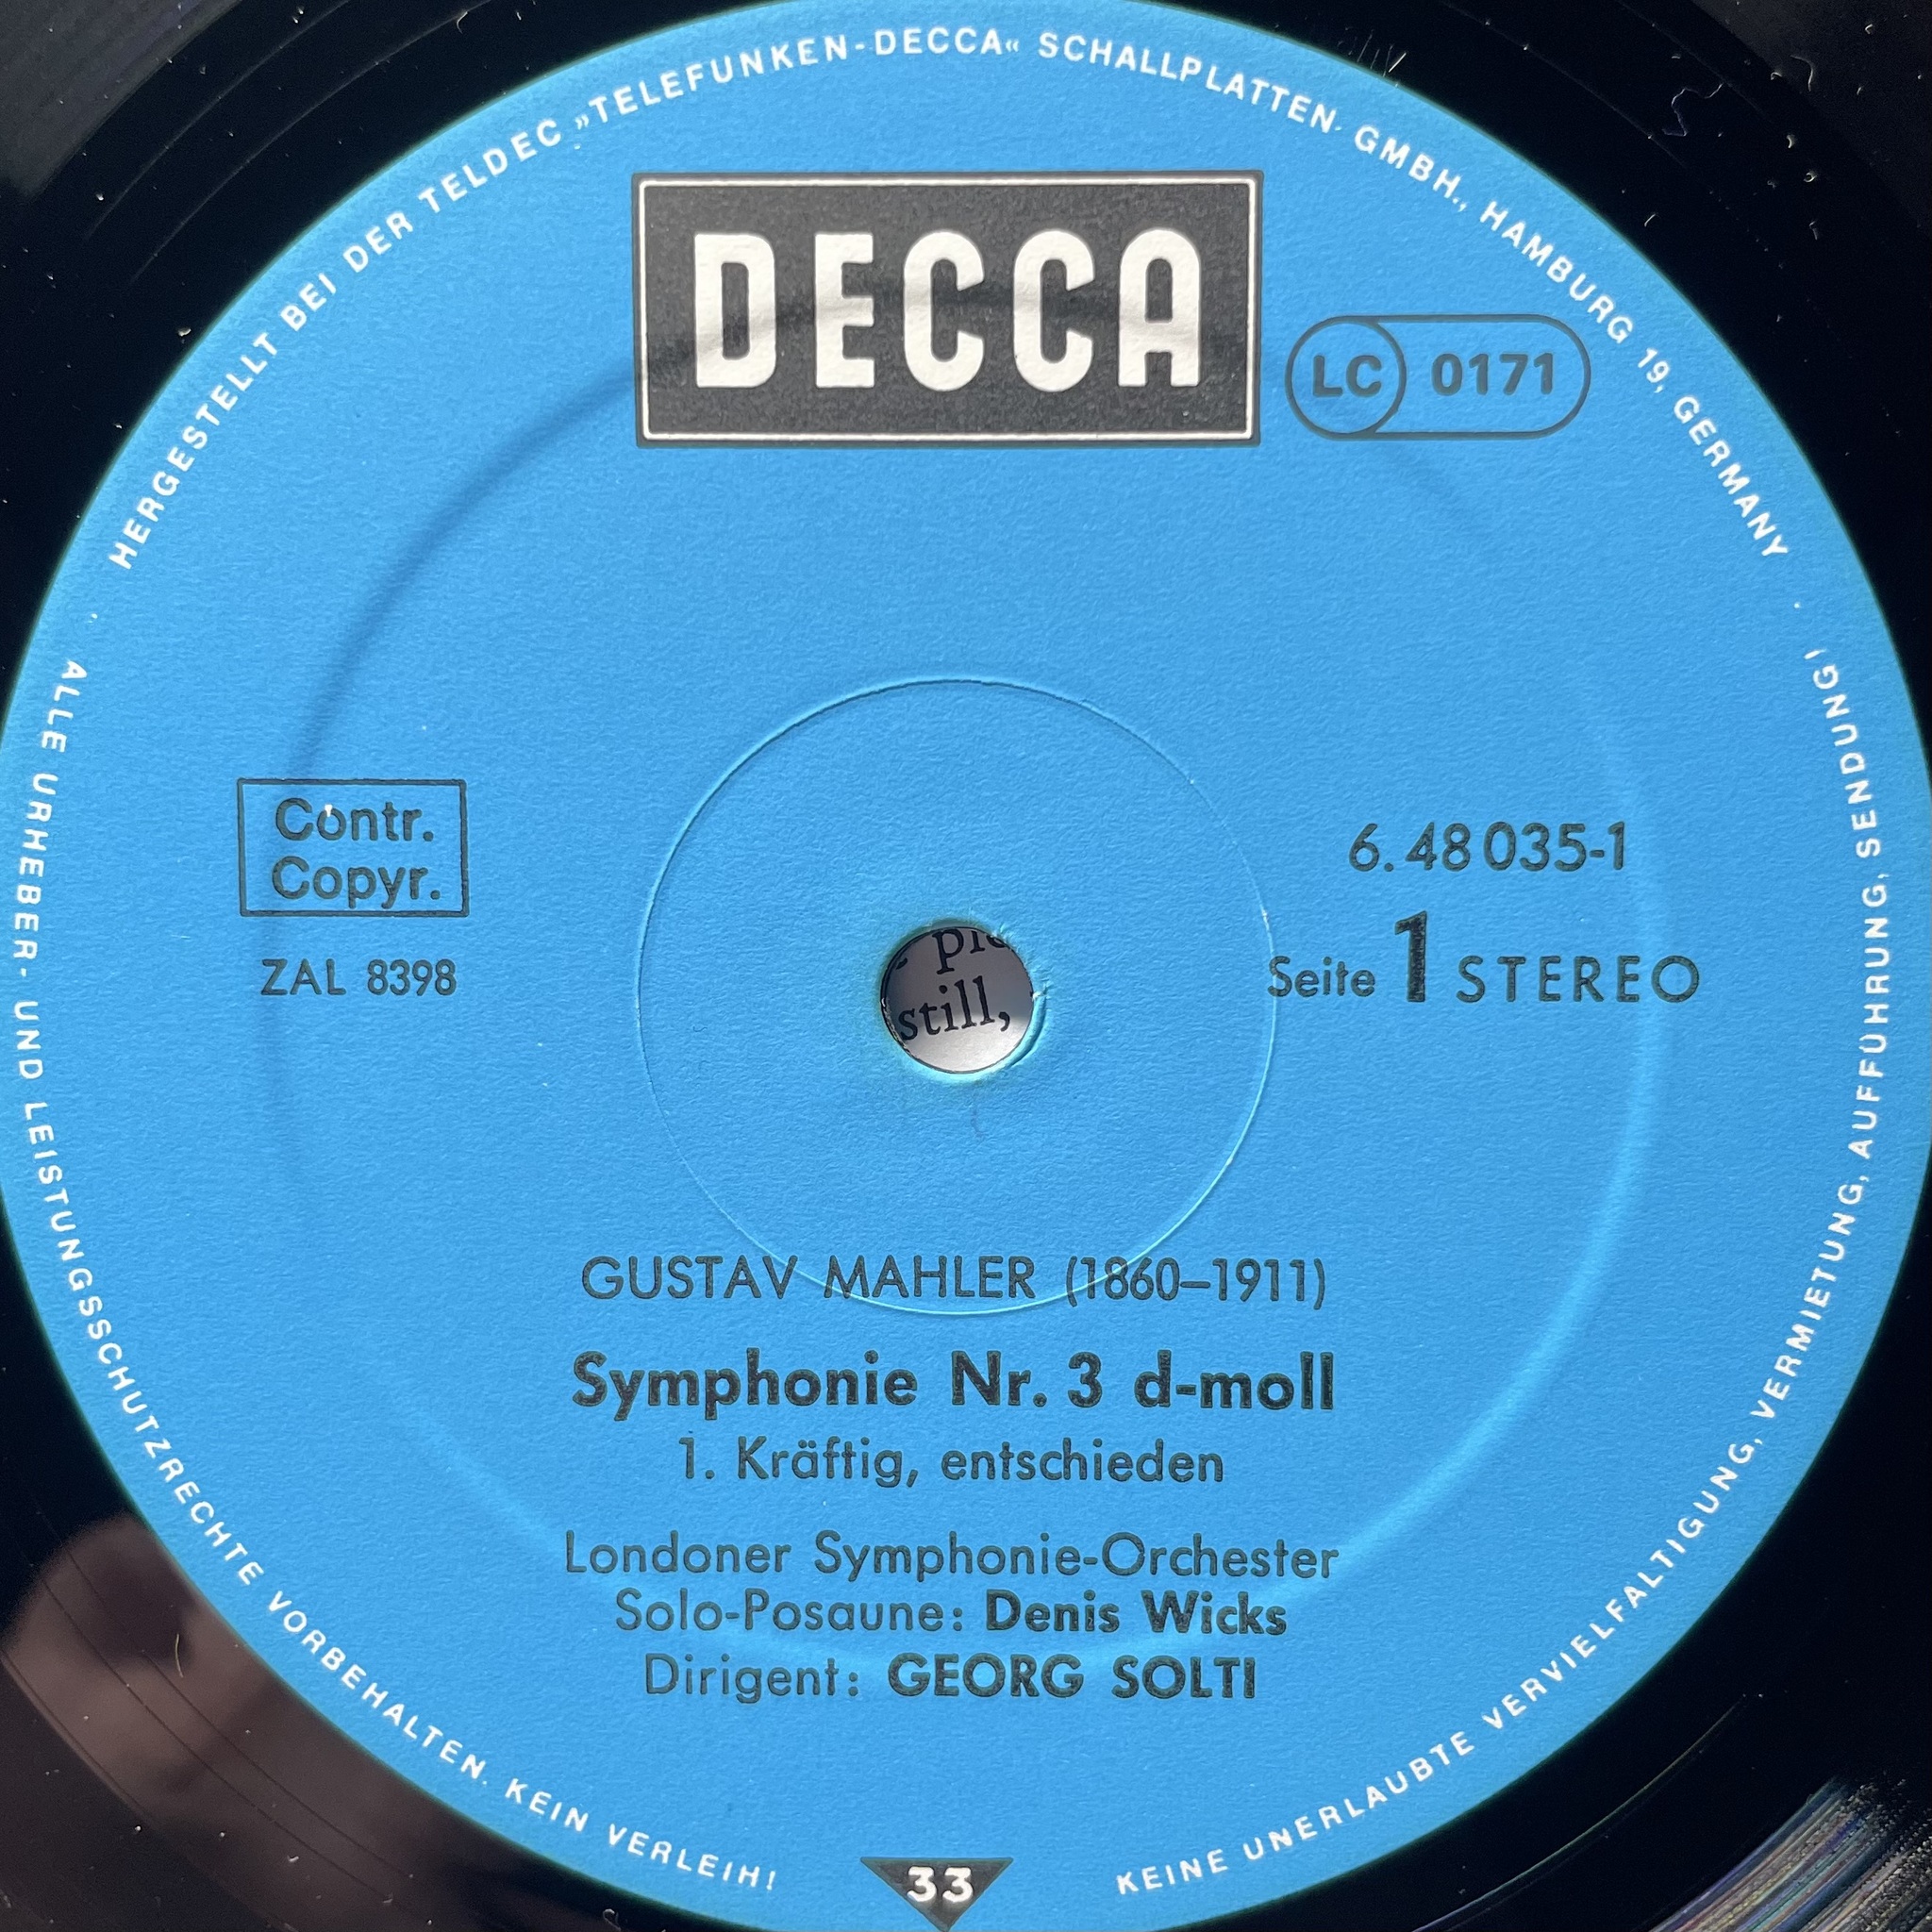 HERGESTELLT BEI DER TELDEC »TELEFUNKEN-DECCA« SCHALLPLATTEN GMBH., HAMBURG 19, GERMANY
DECCA
LC 0171
Contr.
Copyr.
ZAL 8398
6.48035-1
Seite 1 STEREO
still,
GUSTAV MAHLER (1860–1911)
Symphonie Nr. 3 d-moll
1. Kräftig, entschieden
Londoner Symphonie-Orchester
Solo-Posaune: Denis Wicks
Dirigent: GEORG SOLTI
33
ALLE URHEBER- UND LEISTUNGSSCHUTZRECHTE VORBEHALTEN. KEIN VERLEIH!
KEINE UNERLAUBTE VERVIELFALTIGUNG, VERMIETUNG, AUFFUHRUNG, SENDUNG!